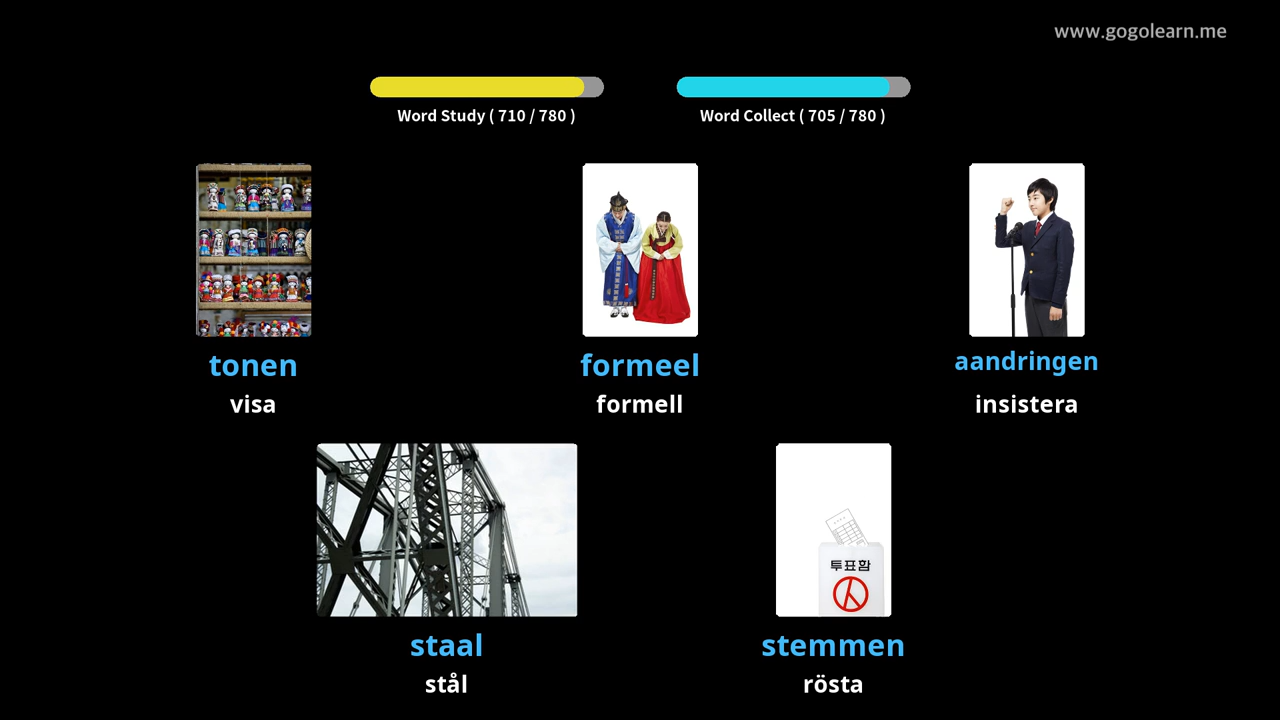 www.gogolearn.me
Word Study ( 710 / 780 )
Word Collect ( 705 / 780 )
tonen
visa
formeel
formell
aandringen
insistera
투표함
staal
stål
stemmen
rösta